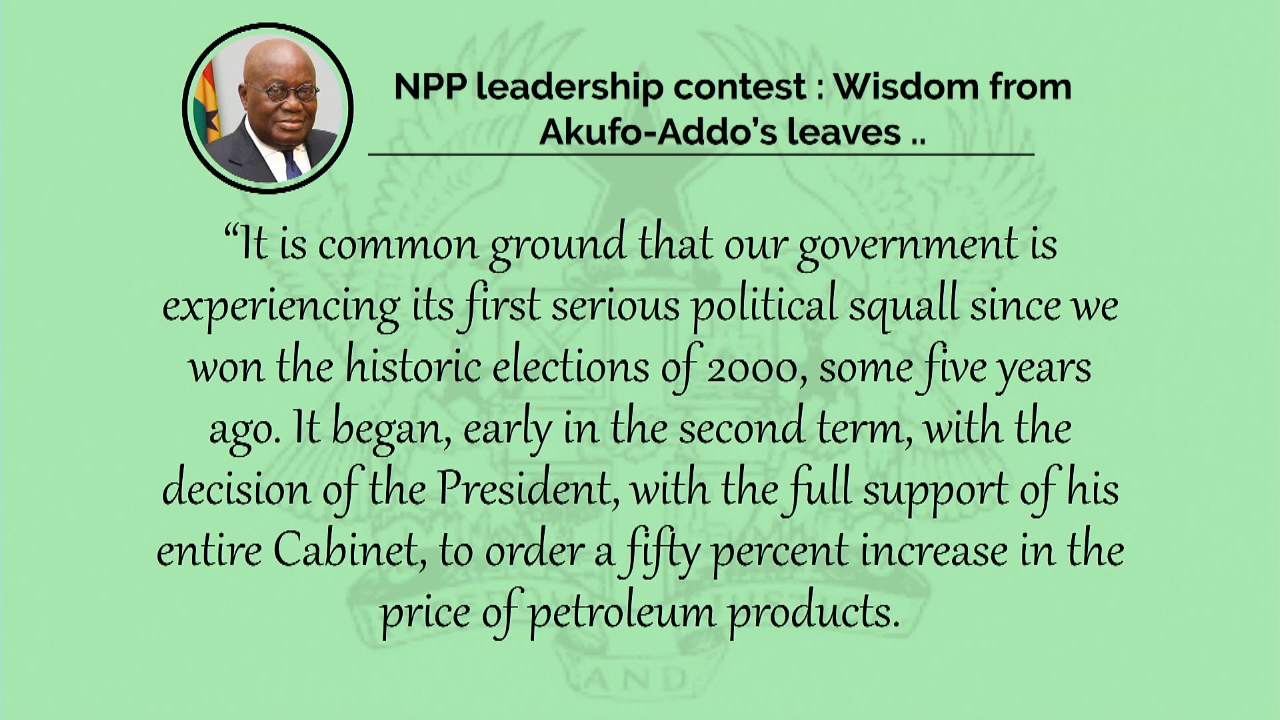 NPP leadership contest : Wisdom from
Akufo-Addo’s leaves ..
“It is common ground that our government is
experiencing its first serious political squall since we
won the historic elections of 2000, some five years
ago. It began, early in the second term, with the
decision of the President, with the full support of his
entire Cabinet, to order a fifty percent increase in the
price of petroleum products.
AND